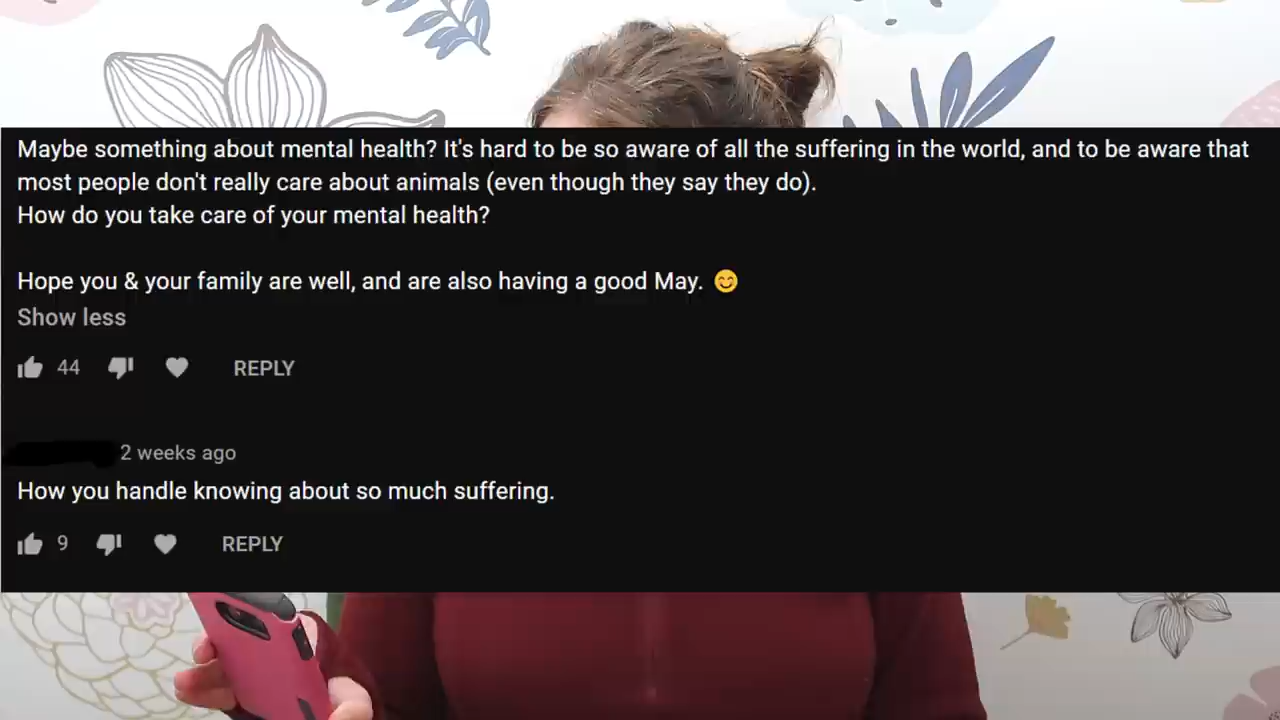 Maybe something about mental health? It's hard to be so aware of all the suffering in the world, and to be aware that
most people don't really care about animals (even though they say they do).
How do you take care of your mental health?
Hope you & your family are well, and are also having a good May. 😊
Show less
44
REPLY
2 weeks ago
How you handle knowing about so much suffering.
9
REPLY